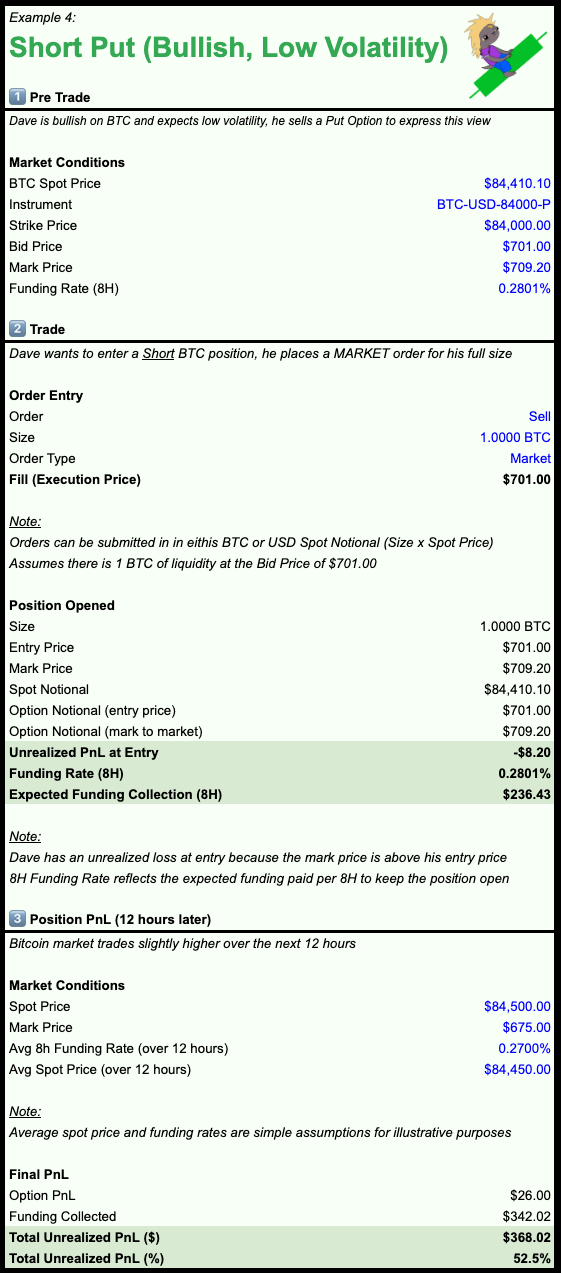 Example 4:
Short Put (Bullish, Low Volatility)
1 Pre Trade
Dave is bullish on BTC and expects low volatility, he sells a Put Option to express this view
Market Conditions
BTC Spot Price $84,410.10
Instrument BTC-USD-84000-P
Strike Price $84,000.00
Bid Price $701.00
Mark Price $709.20
Funding Rate (8H) 0.2801%
2 Trade
Dave wants to enter a Short BTC position, he places a MARKET order for his full size
Order Entry
Order Sell
Size 1.0000 BTC
Order Type Market
Fill (Execution Price) $701.00
Note:
Orders can be submitted in in eithis BTC or USD Spot Notional (Size x Spot Price)
Assumes there is 1 BTC of liquidity at the Bid Price of $701.00
Position Opened
Size 1.0000 BTC
Entry Price $701.00
Mark Price $709.20
Spot Notional $84,410.10
Option Notional (entry price) $701.00
Option Notional (mark to market) $709.20
Unrealized PnL at Entry -$8.20
Funding Rate (8H) 0.2801%
Expected Funding Collection (8H) $236.43
Note:
Dave has an unrealized loss at entry because the mark price is above his entry price
8H Funding Rate reflects the expected funding paid per 8H to keep the position open
3 Position PnL (12 hours later)
Bitcoin market trades slightly higher over the next 12 hours
Market Conditions
Spot Price $84,500.00
Mark Price $675.00
Avg 8h Funding Rate (over 12 hours) 0.2700%
Avg Spot Price (over 12 hours) $84,450.00
Note:
Average spot price and funding rates are simple assumptions for illustrative purposes
Final PnL
Option PnL $26.00
Funding Collected $342.02
Total Unrealized PnL ($) $368.02
Total Unrealized PnL (%) 52.5%